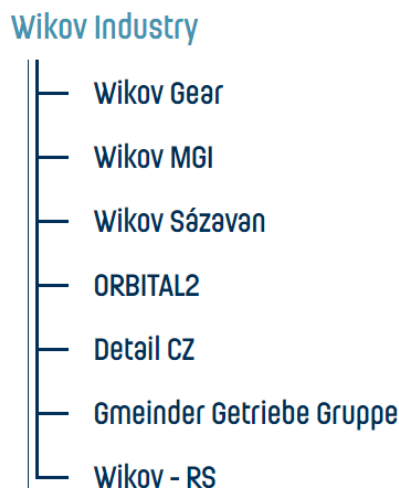 Wikov Industry
Wikov Gear
Wikov MGI
Wikov Sázavan
ORBITAL2
Detail CZ
Gmeinder Getriebe Gruppe
Wikov - RS